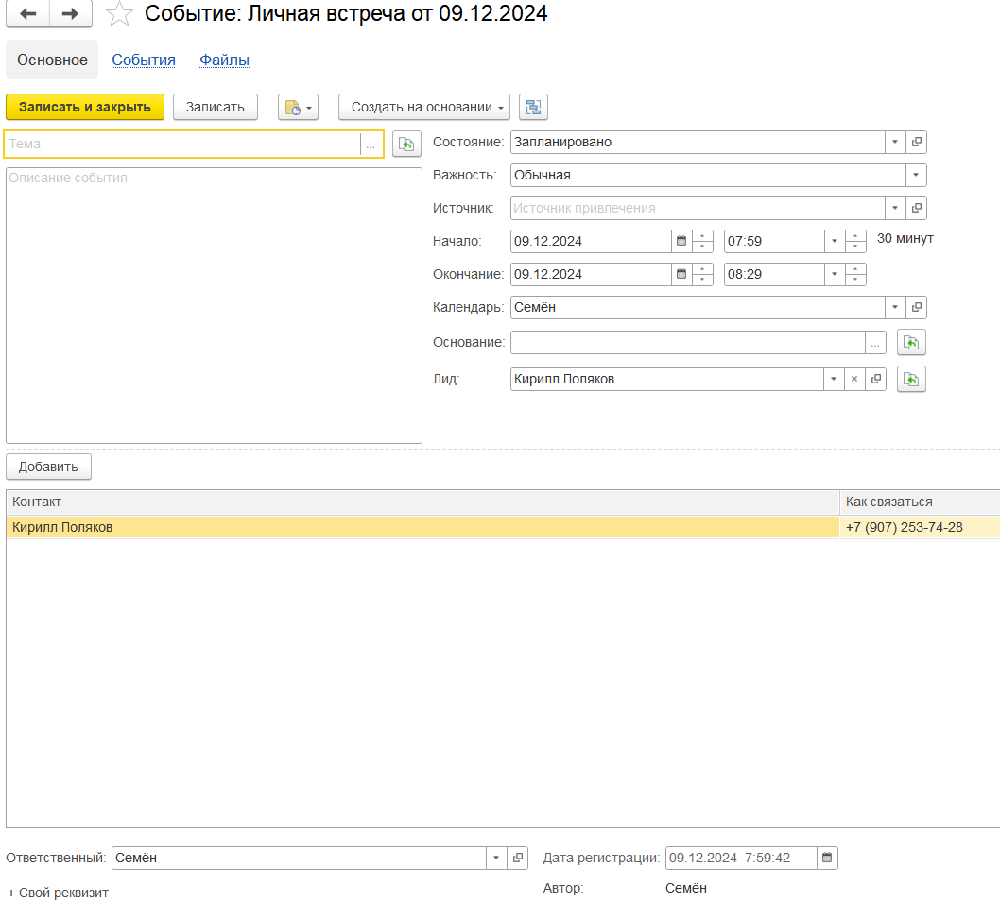 Событие: Личная встреча от 09.12.2024
Основное События Файлы
Записать и закрыть Записать Создать на основании
Тема ...
Описание события
Состояние: Запланировано
Важность: Обычная
Источник: Источник привлечения
Начало: 09.12.2024 07:59 30 минут
Окончание: 09.12.2024 08:29
Календарь: Семён
Основание: ...
Лид: Кирилл Поляков
Добавить
Контакт Как связаться
Кирилл Поляков +7 (907) 253-74-28
Ответственный: Семён Дата регистрации: 09.12.2024 7:59:42
+ Свой реквизит Автор: Семён